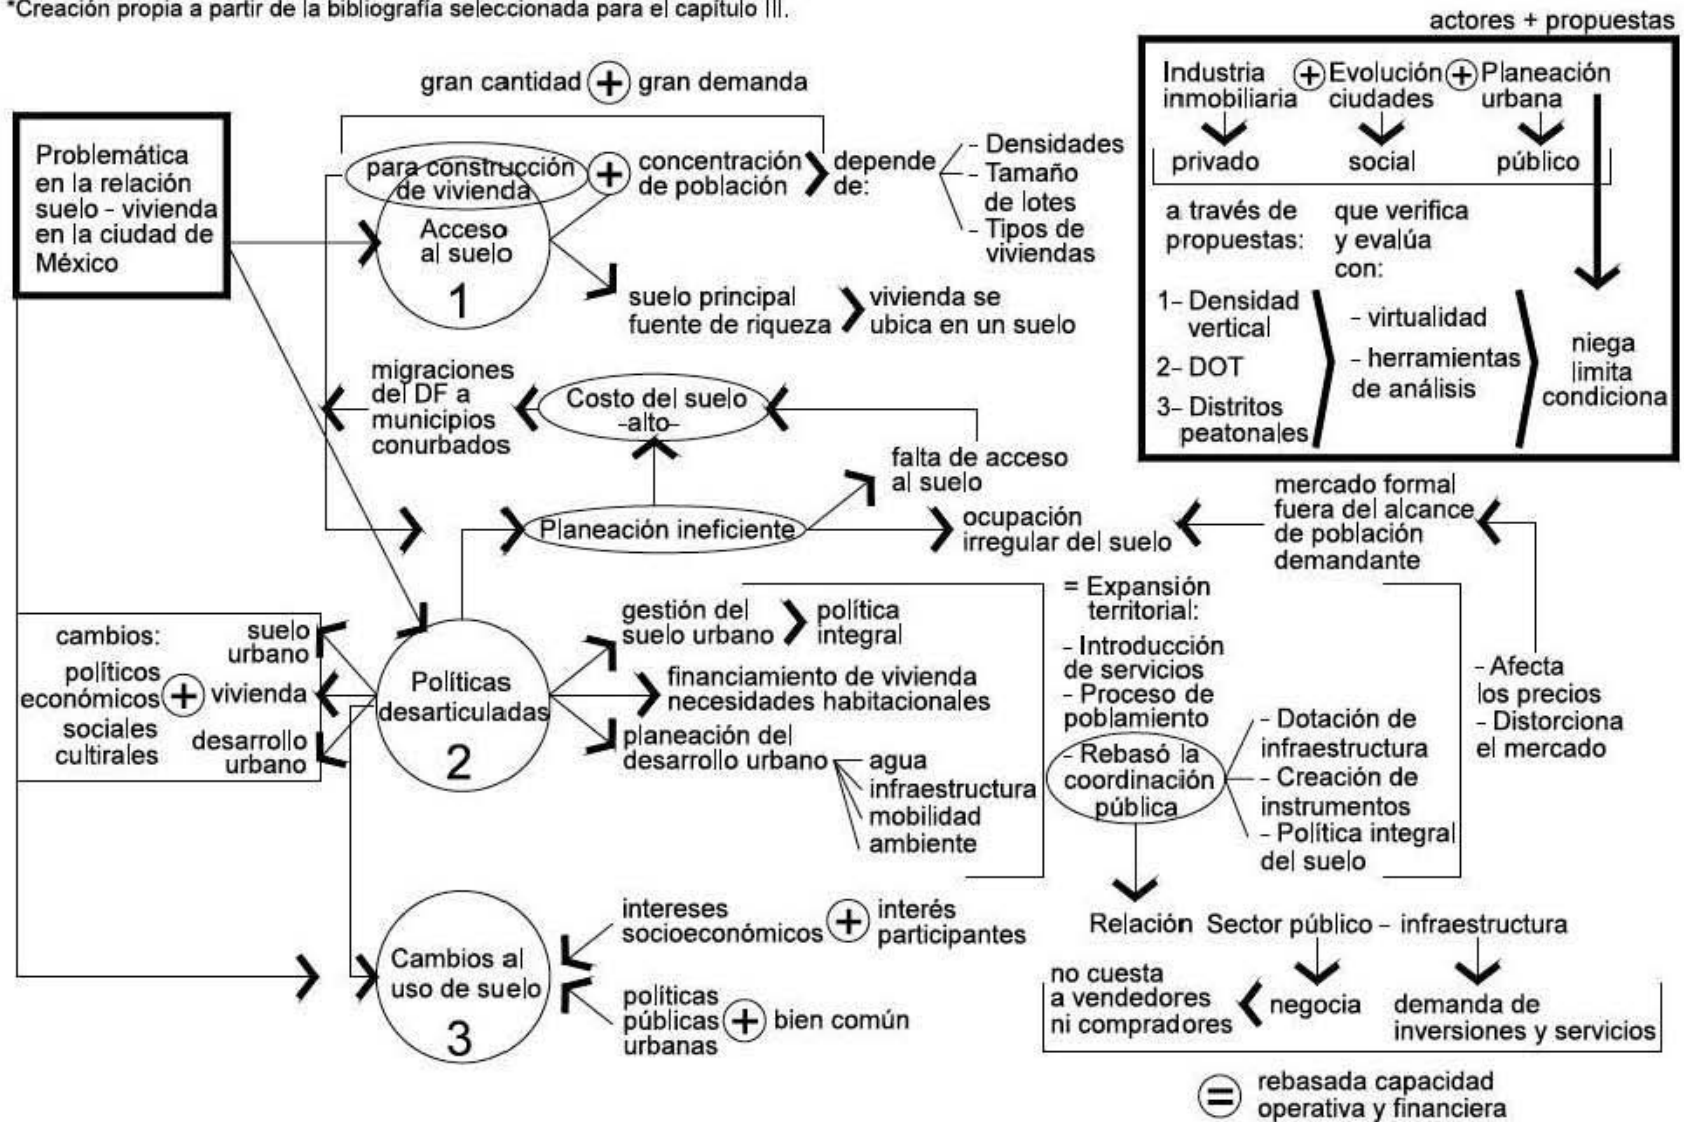 *Creación propia a partir de la bibliografía seleccionada para el capítulo III.
actores + propuestas
gran cantidad + gran demanda
Problemática
en la relación
suelo - vivienda
en la ciudad de
México
para construcción
de vivienda
+
concentración
de población
depende
de:
- Densidades
- Tamaño
de lotes
- Tipos de
viviendas
Acceso
al suelo
1
suelo principal
fuente de riqueza
vivienda se
ubica en un suelo
Industria
inmobiliaria
+
Evolución
ciudades
+
Planeación
urbana
privado
social
público
a través de
propuestas:
que verifica
y evalúa
con:
1- Densidad
vertical
2- DOT
3- Distritos
peatonales
- virtualidad
- herramientas
de análisis
niega
limita
condiciona
migraciones
del DF a
municipios
conurbados
Costo del suelo
-alto-
falta de acceso
al suelo
Planeación ineficiente
ocupación
irregular del suelo
mercado formal
fuera del alcance
de población
demandante
cambios:
políticos
económicos
sociales
cultirales
+
suelo
urbano
vivienda
desarrollo
urbano
Políticas
desarticuladas
2
gestión del
suelo urbano
política
integral
financiamiento de vivienda
necesidades habitacionales
planeación del
desarrollo urbano
agua
infraestructura
mobilidad
ambiente
= Expansión
territorial:
- Introducción
de servicios
- Proceso de
poblamiento
- Rebasó la
coordinación
pública
- Dotación de
infraestructura
- Creación de
instrumentos
- Política integral
del suelo
- Afecta
los precios
- Distorciona
el mercado
Cambios al
uso de suelo
3
intereses
socioeconómicos
+
interés
participantes
políticas
públicas
urbanas
+
bien común
Relación Sector público - infraestructura
no cuesta
a vendedores
ni compradores
negocia
demanda de
inversiones y servicios
=
rebasada capacidad
operativa y financiera